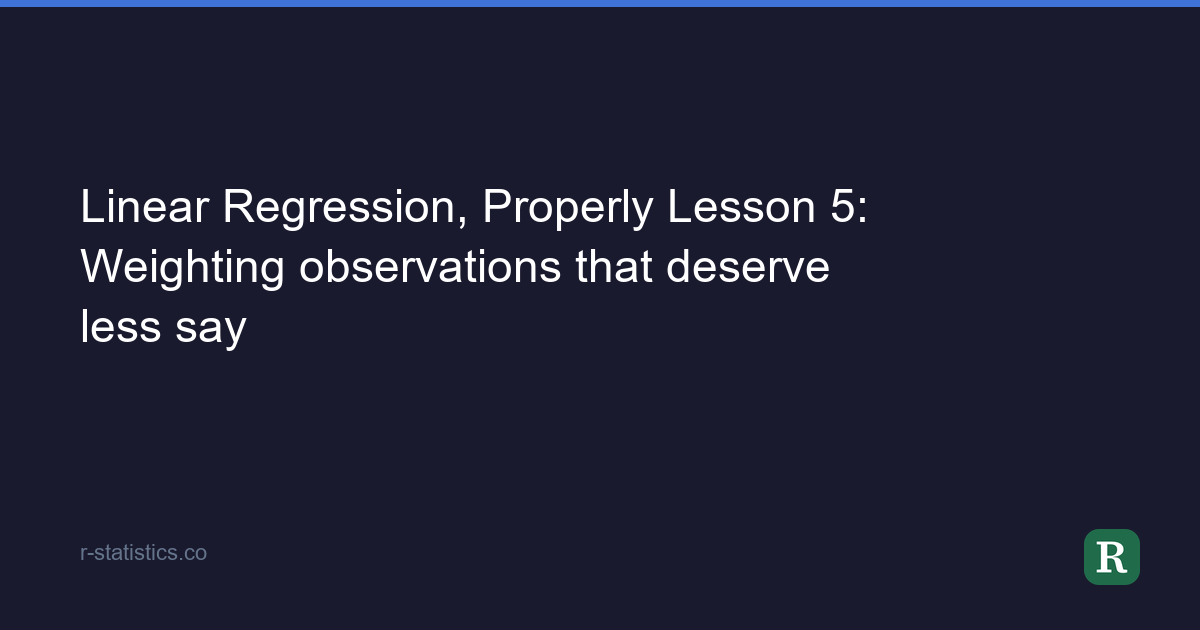 Linear Regression, Properly Lesson 5:
Weighting observations that deserve
less say
r-statistics.co
R